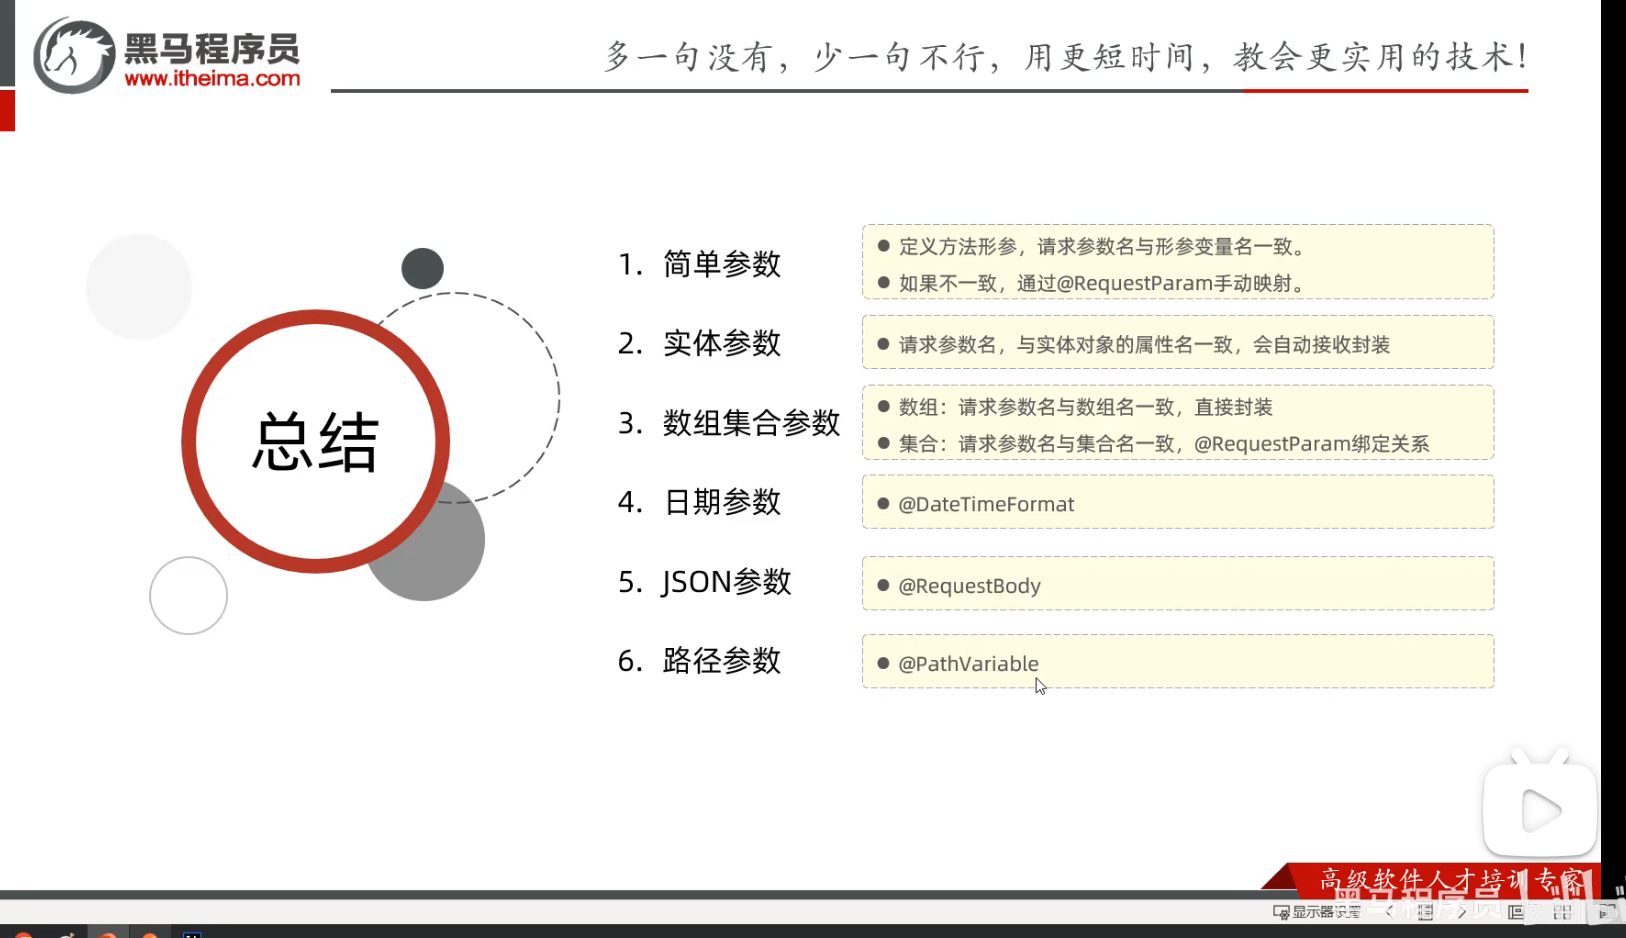 黑马程序员
www.itheima.com
多一句没有，少一句不行，用更短时间，教会更实用的技术！
总结
1. 简单参数
● 定义方法形参，请求参数名与形参变量名一致。
● 如果不一致，通过@RequestParam手动映射。
2. 实体参数
● 请求参数名，与实体对象的属性名一致，会自动接收封装
3. 数组集合参数
● 数组：请求参数名与数组名一致，直接封装
● 集合：请求参数名与集合名一致，@RequestParam绑定关系
4. 日期参数
● @DateTimeFormat
5. JSON参数
● @RequestBody
6. 路径参数
● @PathVariable
高级软件人才培训专家
黑马程序员
显示器设置